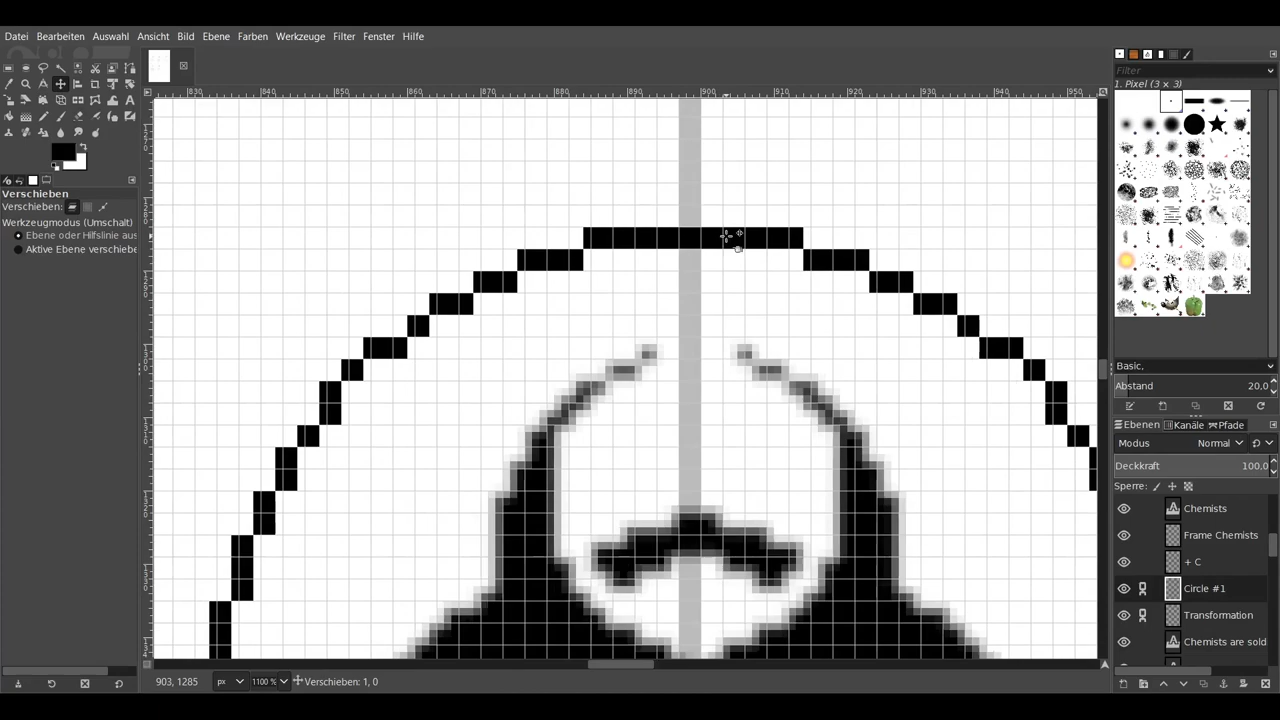 Datei Bearbeiten Auswahl Ansicht Bild Ebene Farben Werkzeuge Filter Fenster Hilfe
830 840 850 860 870 880 890 900 910 920 930 940 950
Filter
1. Pixel (3 × 3)
Verschieben
Verschieben:
Werkzeugmodus (Umschalt)
Ebene oder Hilfslinie aus
Aktive Ebene verschiebe
Basic,
Abstand 20,0
Ebenen Kanäle Pfade
Modus Normal
Deckkraft 100,0
Sperre:
Chemists
Frame Chemists
+ C
Circle #1
Transformation
Chemists are sold
903, 1285 px 1100 % Verschieben: 1, 0